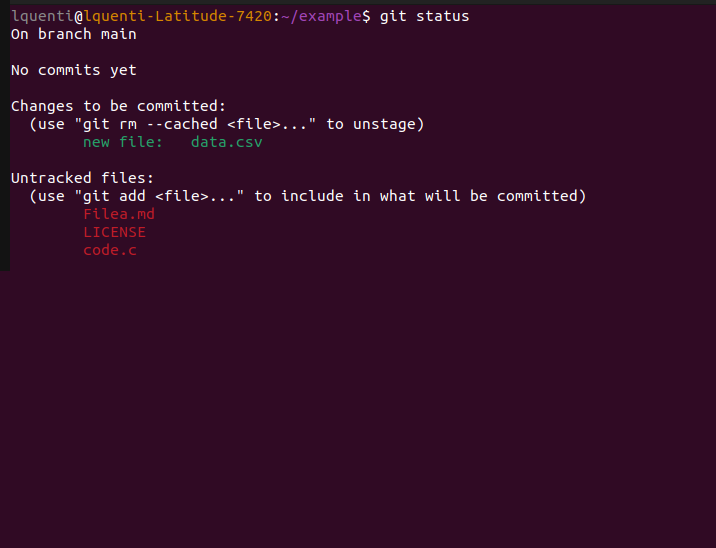 lquenti@lquenti-Latitude-7420:~/example$ git status
On branch main
No commits yet
Changes to be committed:
(use "git rm --cached <file>..." to unstage)
new file: data.csv
Untracked files:
(use "git add <file>..." to include in what will be committed)
Filea.md
LICENSE
code.c